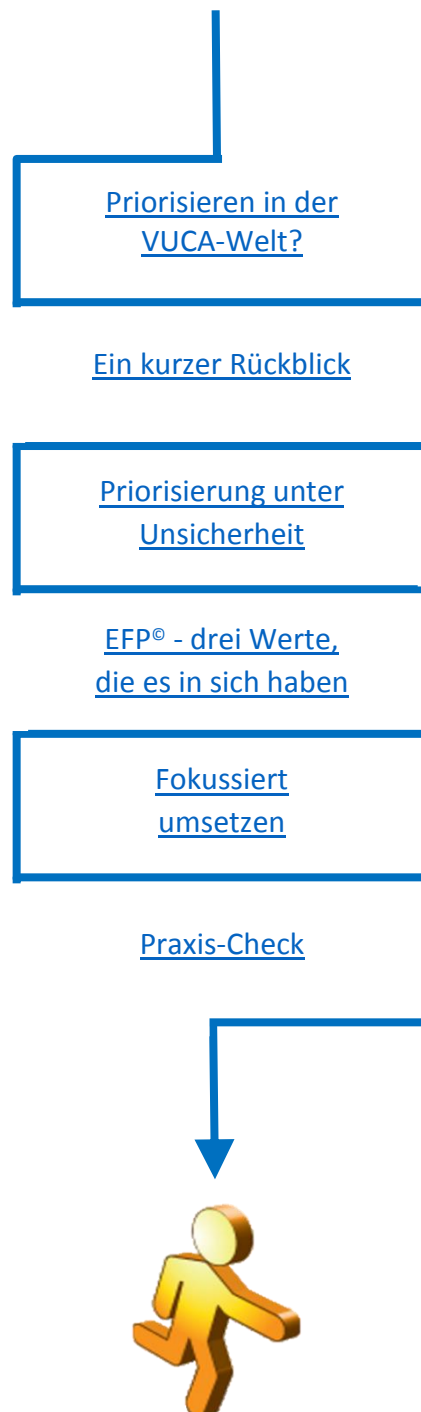 Priorisieren in der
VUCA-Welt?
Ein kurzer Rückblick
Priorisierung unter
Unsicherheit
EFP© - drei Werte,
die es in sich haben
Fokussiert
umsetzen
Praxis-Check